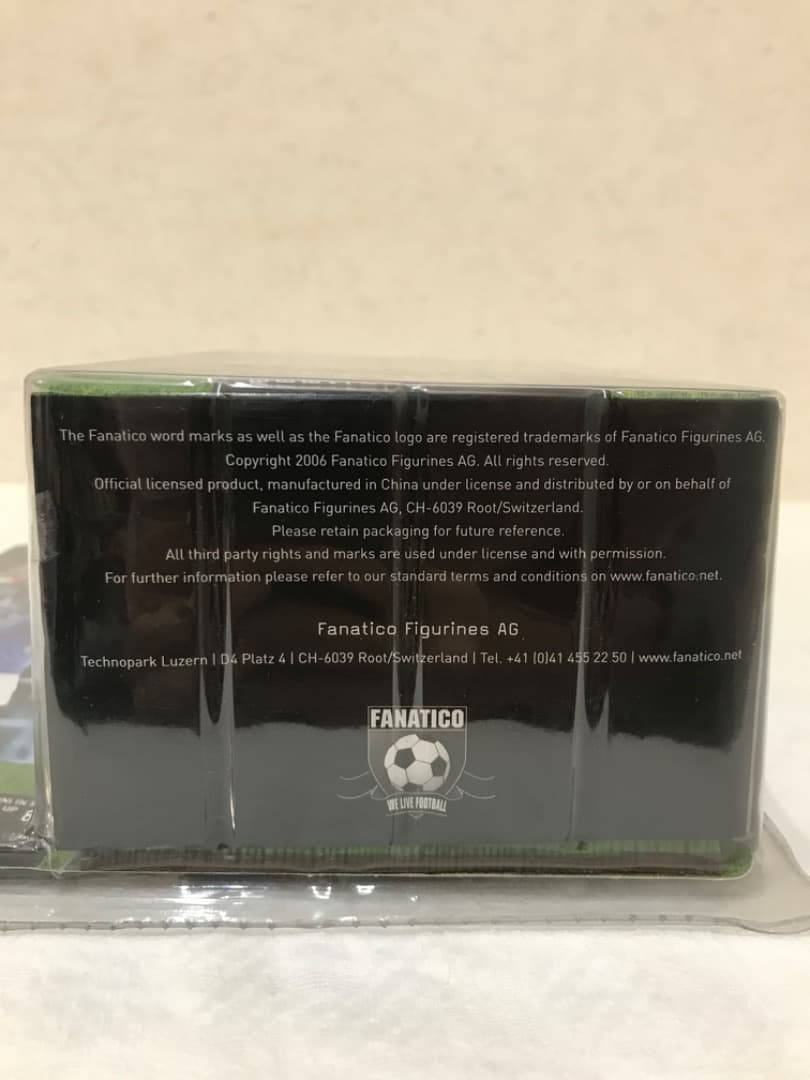 The Fanatico word marks as well as the Fanatico logo are registered trademarks of Fanatico Figurines AG.
Copyright 2006 Fanatico Figurines AG. All rights reserved.
Official licensed product, manufactured in China under license and distributed by or on behalf of
Fanatico Figurines AG, CH-6039 Root/Switzerland.
Please retain packaging for future reference.
All third party rights and marks are used under license and with permission.
For further information please refer to our standard terms and conditions on www.fanatico.net.
Fanatico Figurines AG
Technopark Luzern | D4 Platz 4 | CH-6039 Root/Switzerland | Tel. +41 (0)41 455 22 50 | www.fanatico.net
FANATICO
WE LIVE FOOTBALL